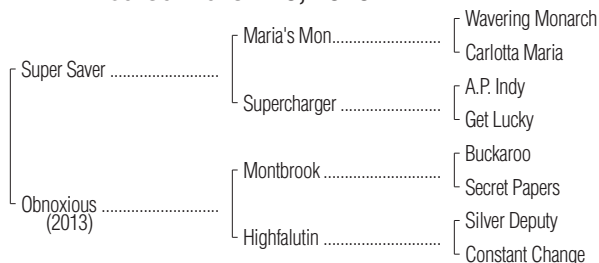 Wavering Monarch
Maria's Mon
Carlotta Maria
Super Saver
A.P. Indy
Supercharger
Get Lucky
Buckaroo
Montbrook
Secret Papers
Obnoxious
(2013)
Silver Deputy
Highfalutin
Constant Change